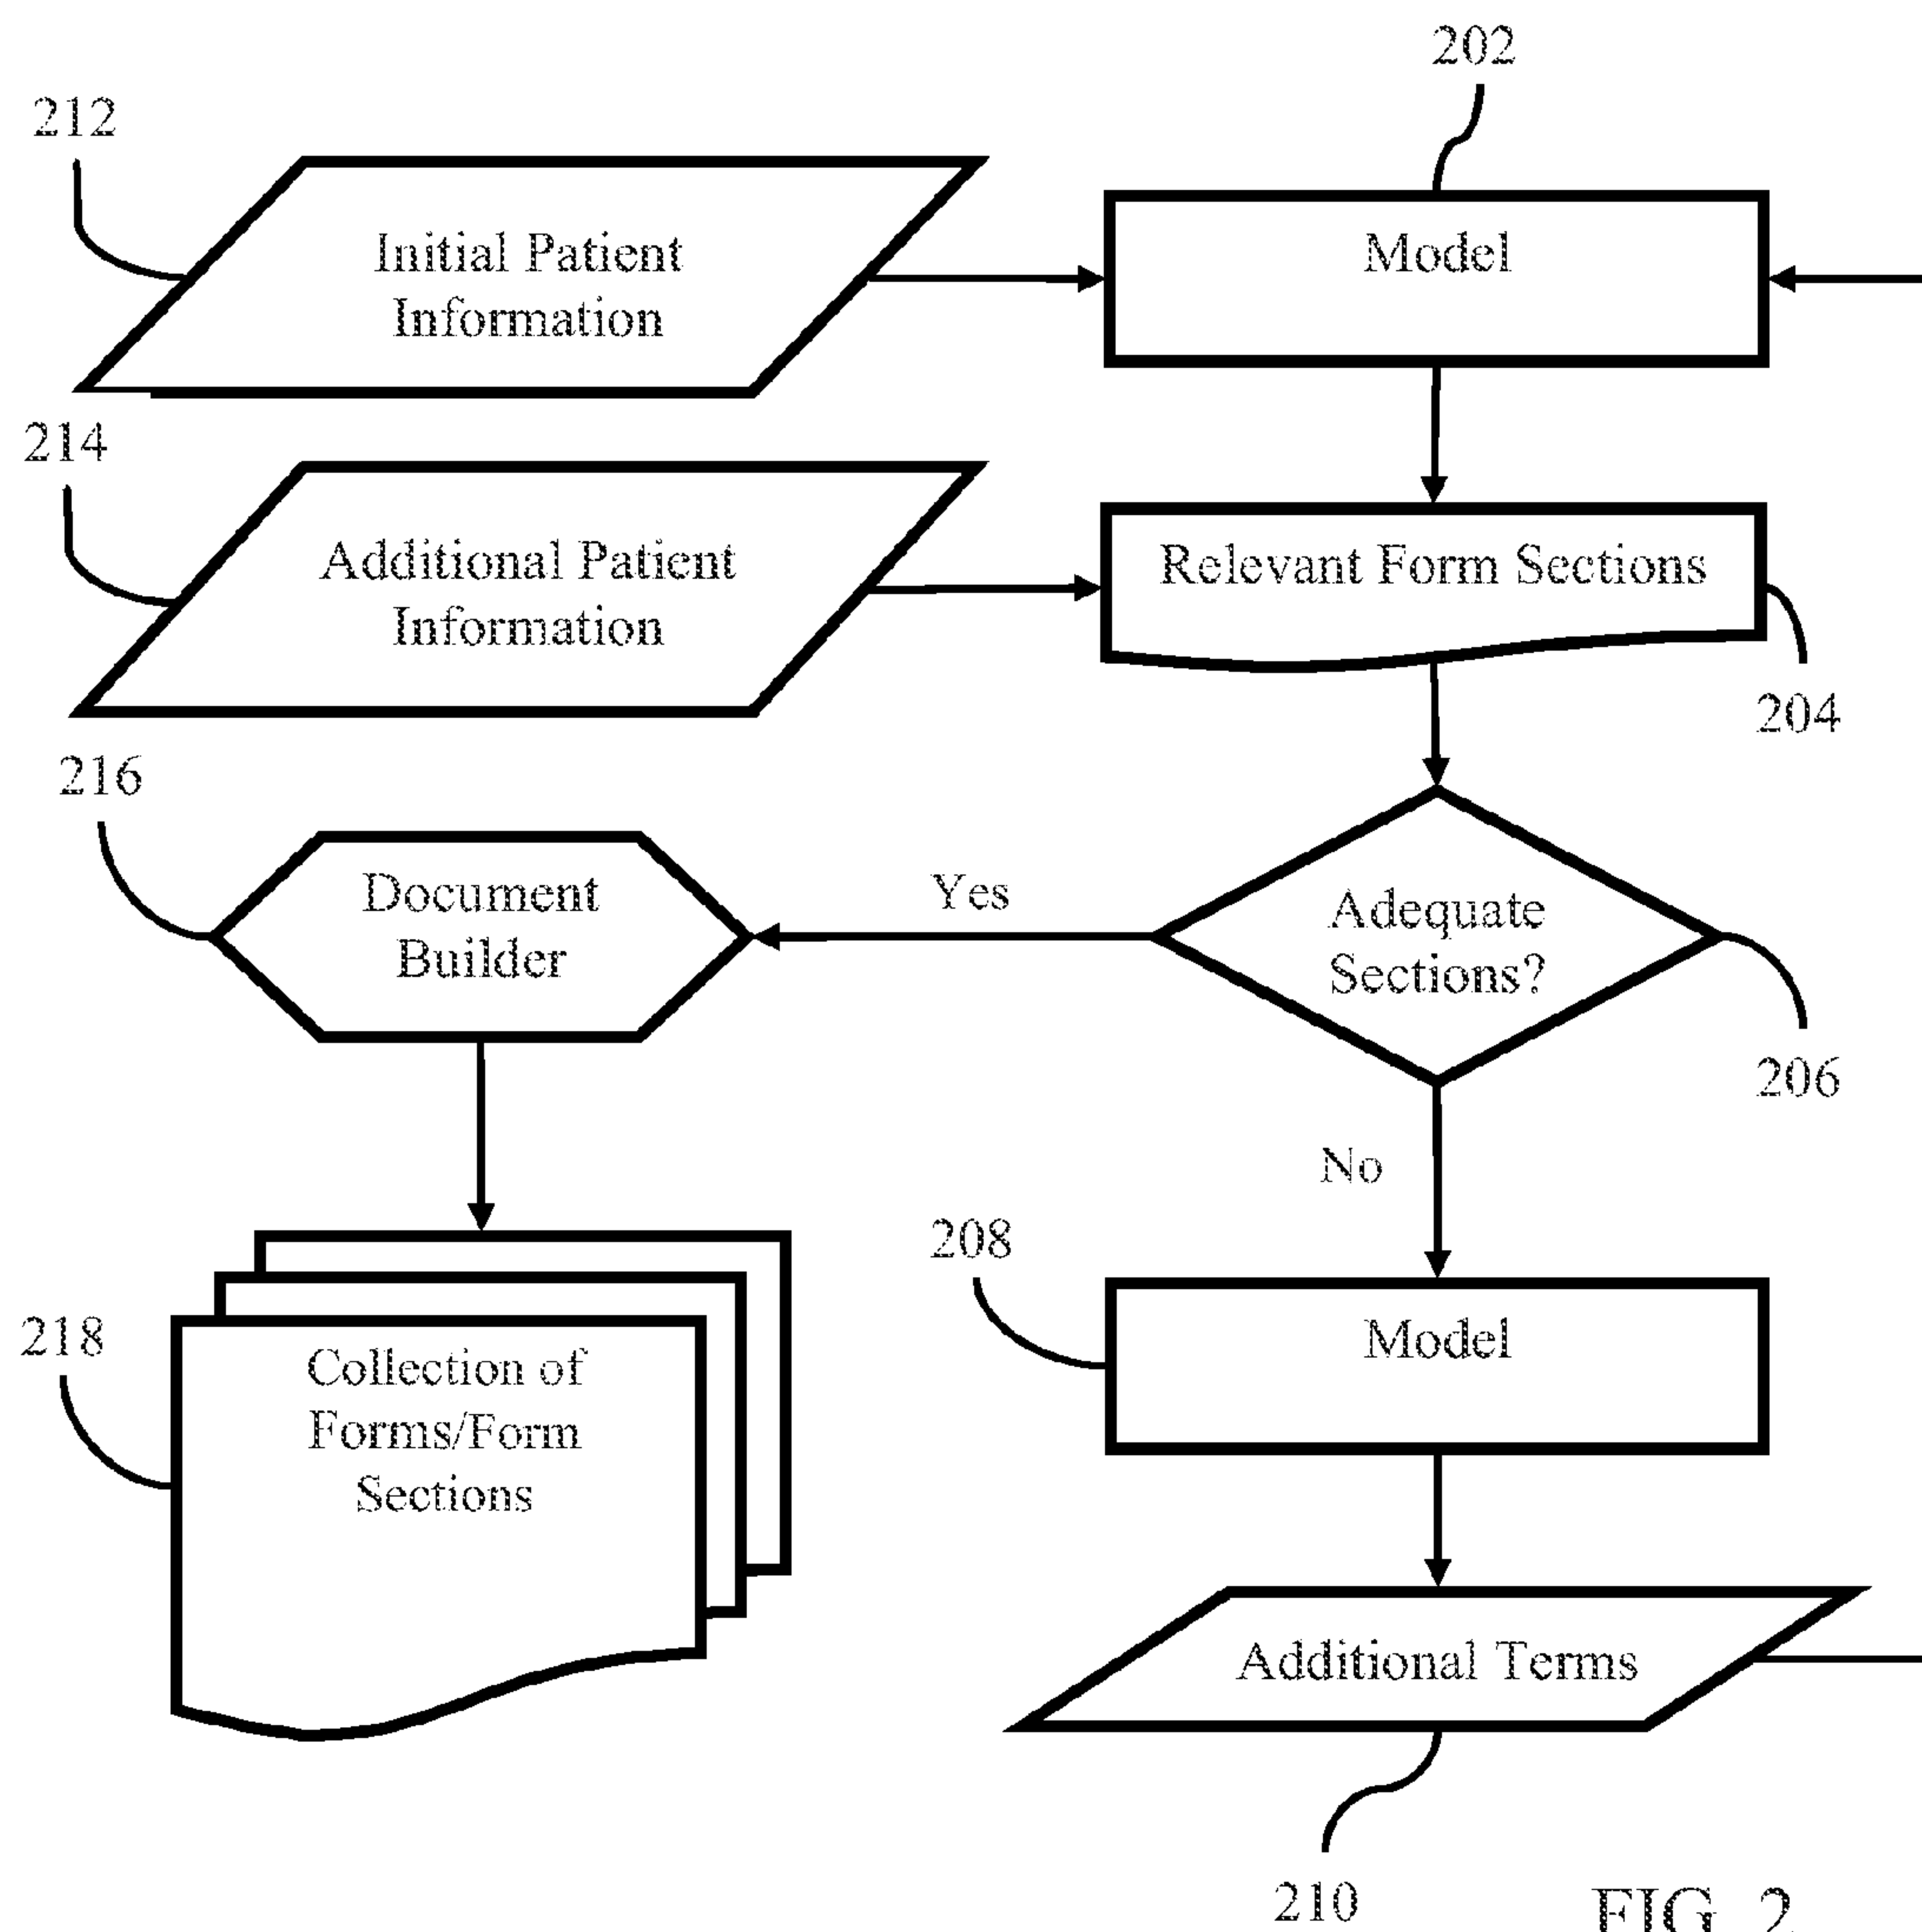 202
212
Initial Patient
Information
Model
214
Additional Patient
Information
Relevant Form Sections
204
216
Document
Builder
Yes
Adequate
Sections?
206
No
208
218
Collection of
Forms/Form
Sections
Model
Additional Terms
210
FIG. 2